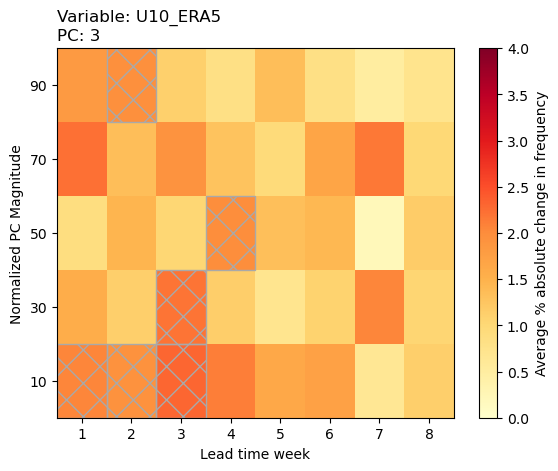 Variable: U10_ERA5
PC: 3
Normalized PC Magnitude
90
70
50
30
10
1 2 3 4 5 6 7 8
Lead time week
4.0
3.5
3.0
2.5
2.0
1.5
1.0
0.5
0.0
Average % absolute change in frequency